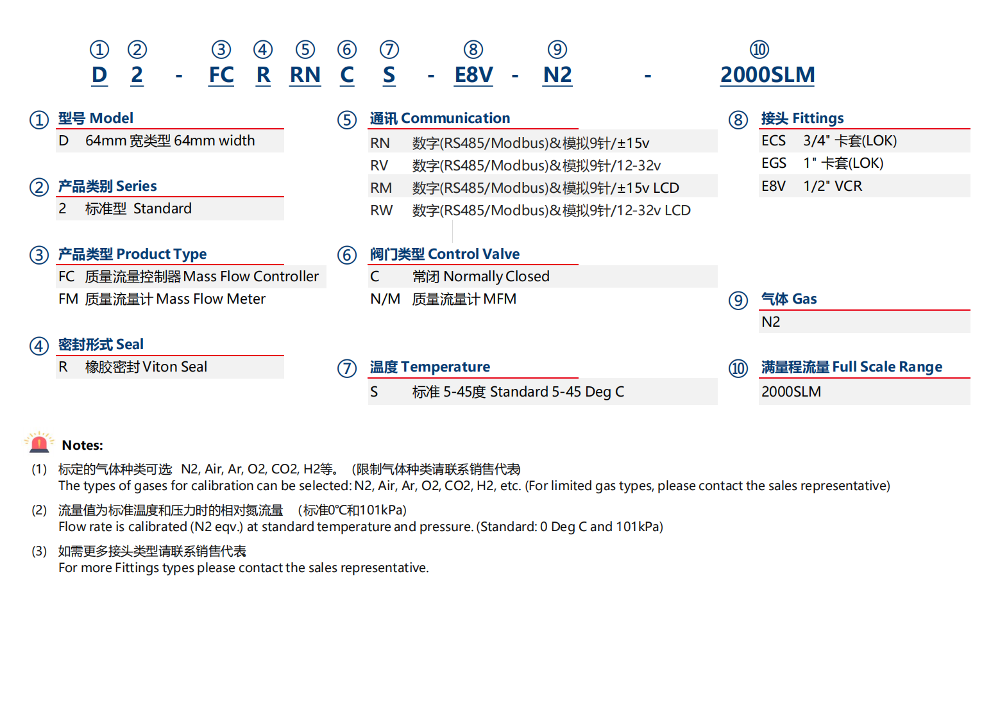 ① ② ③ ④ ⑤ ⑥ ⑦ ⑧ ⑨ ⑩
D 2 - FC R RN C S - E8V - N2 - 2000SLM
① 型号 Model
D 64mm 宽类型 64mm width
② 产品类别 Series
2 标准型 Standard
③ 产品类型 Product Type
FC 质量流量控制器 Mass Flow Controller
FM 质量流量计 Mass Flow Meter
④ 密封形式 Seal
R 橡胶密封 Viton Seal
⑤ 通讯 Communication
RN 数字(RS485/Modbus)&模拟9针/±15v
RV 数字(RS485/Modbus)&模拟9针/12-32v
RM 数字(RS485/Modbus)&模拟9针/±15v LCD
RW 数字(RS485/Modbus)&模拟9针/12-32v LCD
⑥ 阀门类型 Control Valve
C 常闭 Normally Closed
N/M 质量流量计 MFM
⑦ 温度 Temperature
S 标准 5-45度 Standard 5-45 Deg C
⑧ 接头 Fittings
ECS 3/4" 卡套(LOK)
EGS 1" 卡套(LOK)
E8V 1/2" VCR
⑨ 气体 Gas
N2
⑩ 满量程流量 Full Scale Range
2000SLM
Notes:
(1) 标定的气体种类可选: N2, Air, Ar, O2, CO2, H2等。（限制气体种类请联系销售代表）
The types of gases for calibration can be selected: N2, Air, Ar, O2, CO2, H2, etc. (For limited gas types, please contact the sales representative)
(2) 流量值为标准温度和压力时的相对氮流量。（标准0℃和101kPa)
Flow rate is calibrated (N2 eqv.) at standard temperature and pressure. (Standard: 0 Deg C and 101kPa)
(3) 如需更多接头类型请联系销售代表。
For more Fittings types please contact the sales representative.